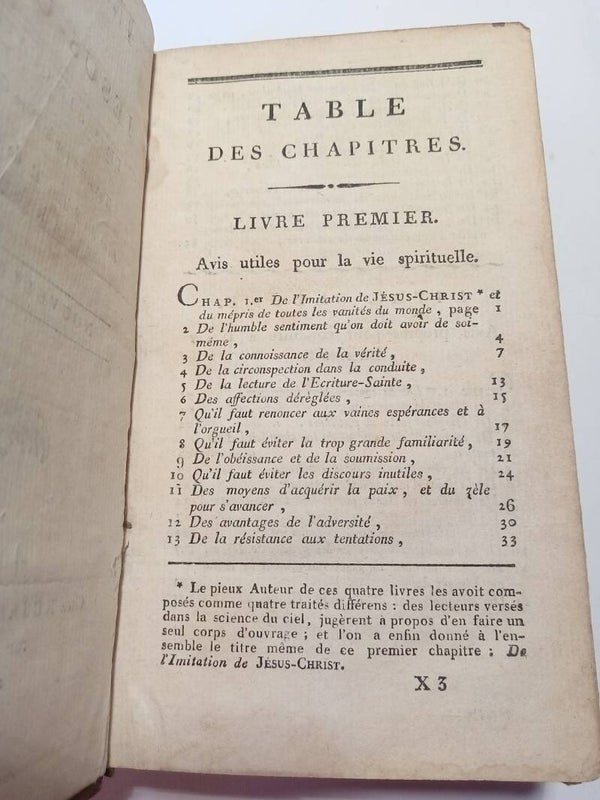 TABLE
DES CHAPITRES.
LIVRE PREMIER.
Avis utiles pour la vie spirituelle.
CHAP. 1.er De l'Imitation de JÉSUS-CHRIST * et
du mépris de toutes les vanités du monde, page 1
2 De l'humble sentiment qu'on doit avoir de soi-
même, 4
3 De la connoissance de la vérité, 7
4 De la circonspection dans la conduite,
5 De la lecture de l'Ecriture-Sainte, 13
6 Des affections déréglées, 15
7 Qu'il faut renoncer aux vaines espérances et à
l'orgueil, 17
8 Qu'il faut éviter la trop grande familiarité, 19
9 De l'obéissance et de la soumission, 21
10 Qu'il faut éviter les discours inutiles, 24
11 Des moyens d'acquérir la paix, et du zèle
pour s'avancer, 26
12 Des avantages de l'adversité, 30
13 De la résistance aux tentations, 33
* Le pieux Auteur de ces quatre livres les avoit com-
posés comme quatre traités différens : des lecteurs versés
dans la science du ciel, jugèrent à propos d'en faire un
seul corps d'ouvrage ; et l'on a enfin donné à l'en-
semble le titre même de ce premier chapitre : De
l'Imitation de JÉSUS-CHRIST.
X 3